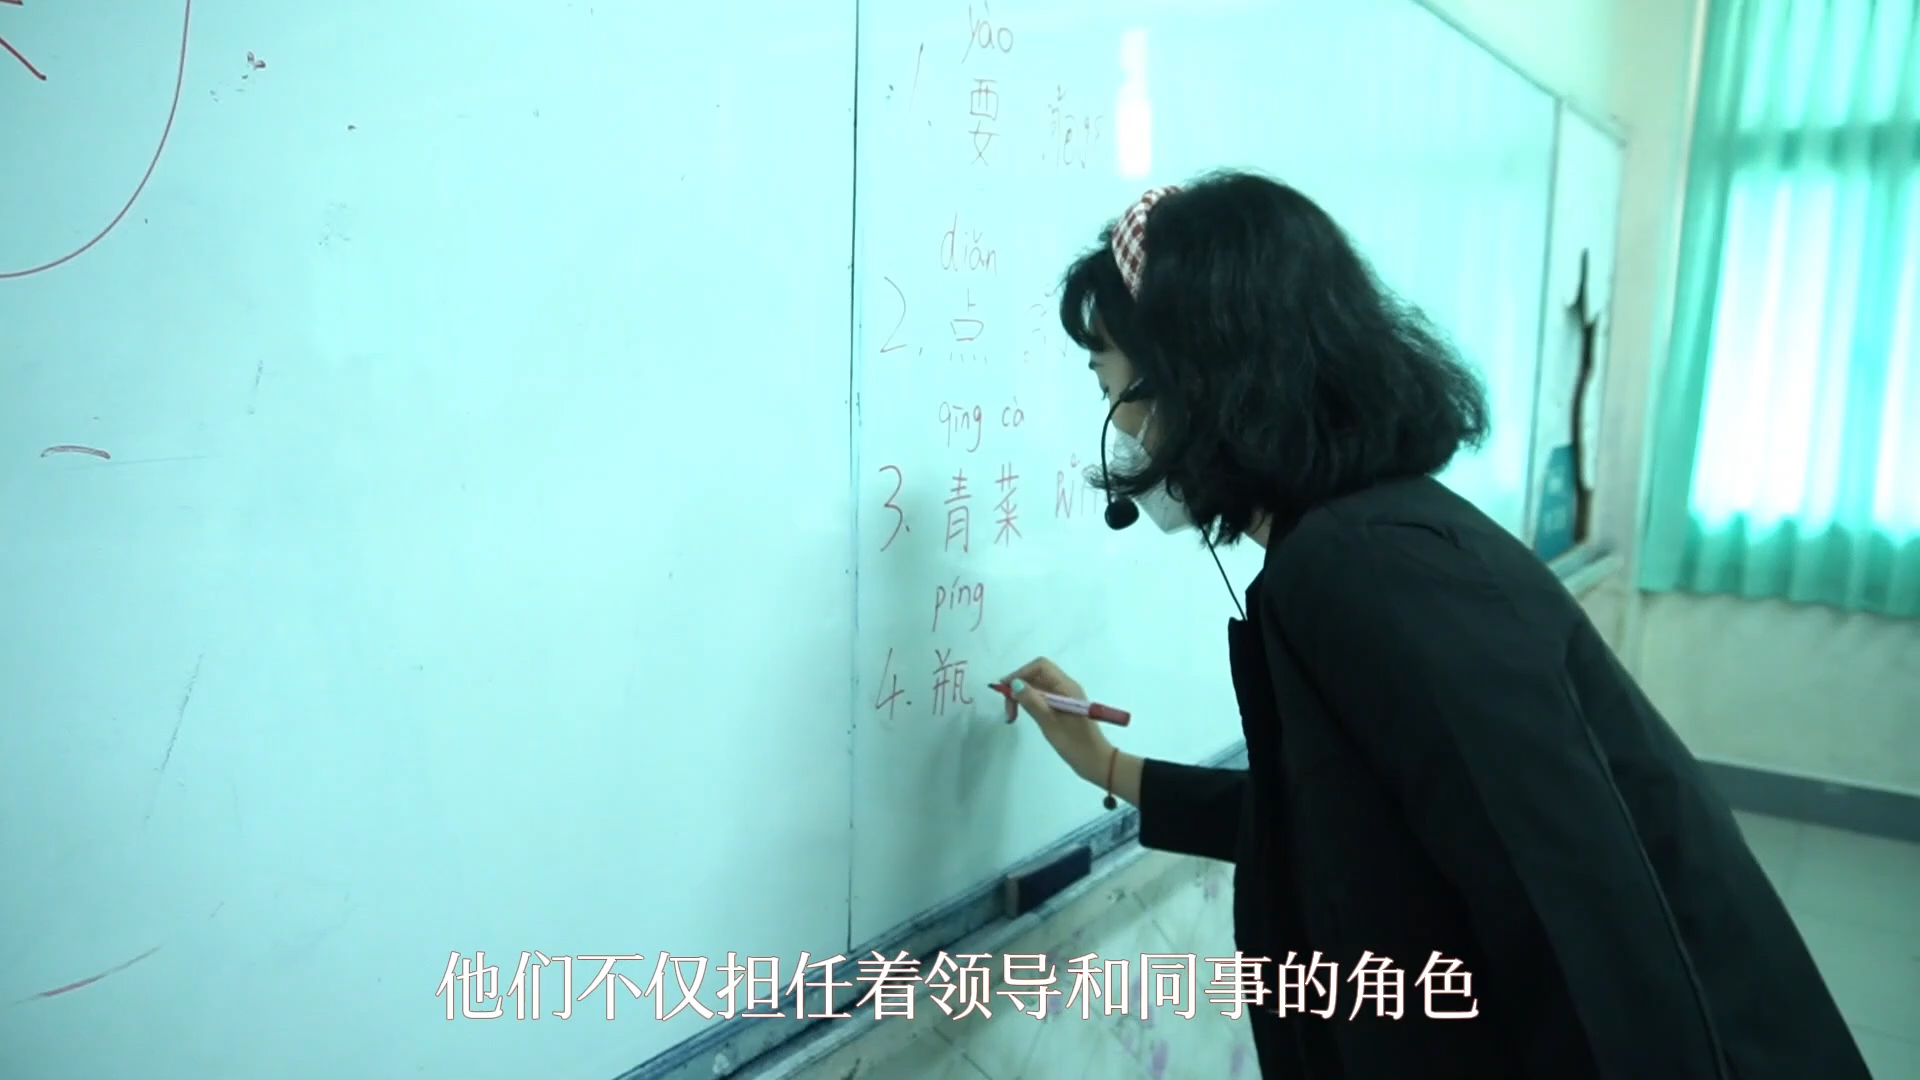 yào
1. 要
diǎn
2. 点
qīng cà
3. 青菜
píng
4. 瓶
他们不仅担任着领导和同事的角色